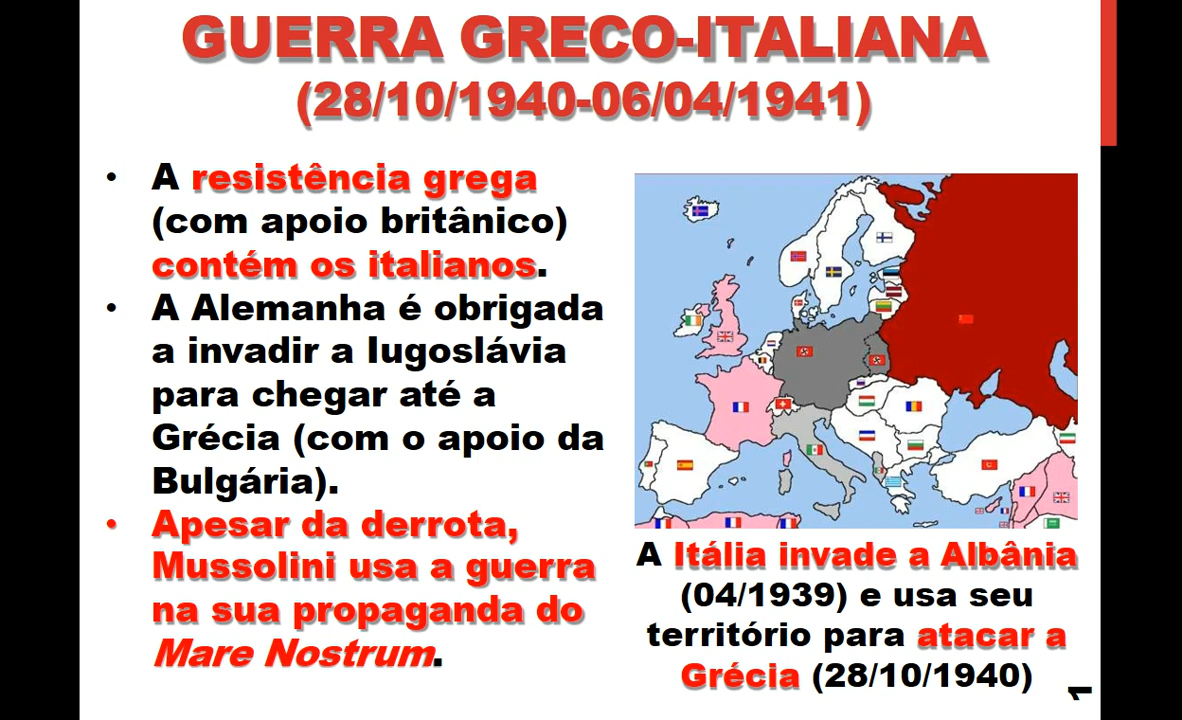 GUERRA GRECO-ITALIANA
(28/10/1940-06/04/1941)
• A resistência grega
(com apoio britânico)
contém os italianos.
• A Alemanha é obrigada
a invadir a Iugoslávia
para chegar até a
Grécia (com o apoio da
Bulgária).
• Apesar da derrota,
Mussolini usa a guerra
na sua propaganda do
Mare Nostrum.
A Itália invade a Albânia
(04/1939) e usa seu
território para atacar a
Grécia (28/10/1940)
1